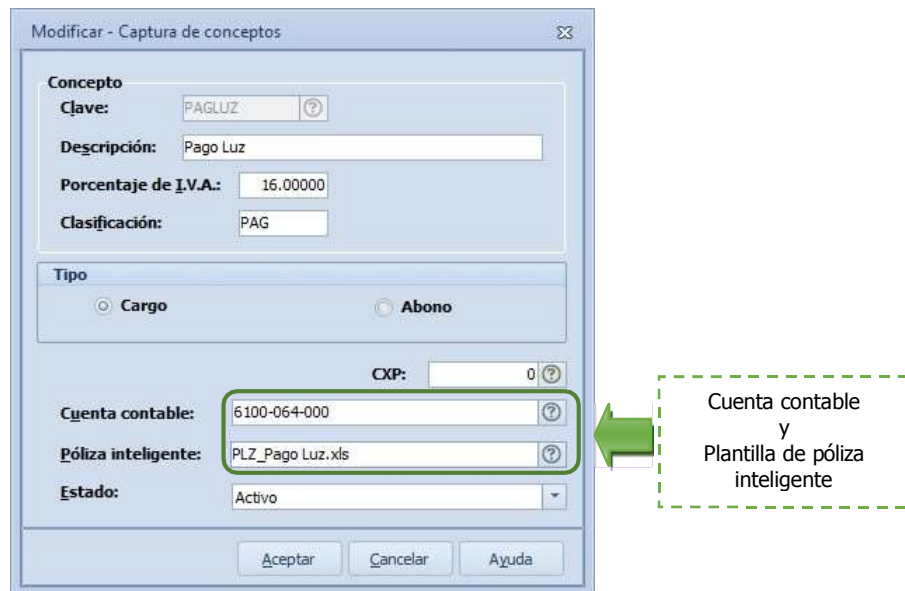 Modificar - Captura de conceptos
Concepto
Clave: PAGLUZ
Descripción: Pago Luz
Porcentaje de I.V.A.: 16.00000
Clasificación: PAG
Tipo
Cargo Abono
CXP: 0
Cuenta contable: 6100-064-000
Póliza inteligente: PLZ_Pago Luz.xls
Estado: Activo
Aceptar Cancelar Ayuda
Cuenta contable
y
Plantilla de póliza
inteligente